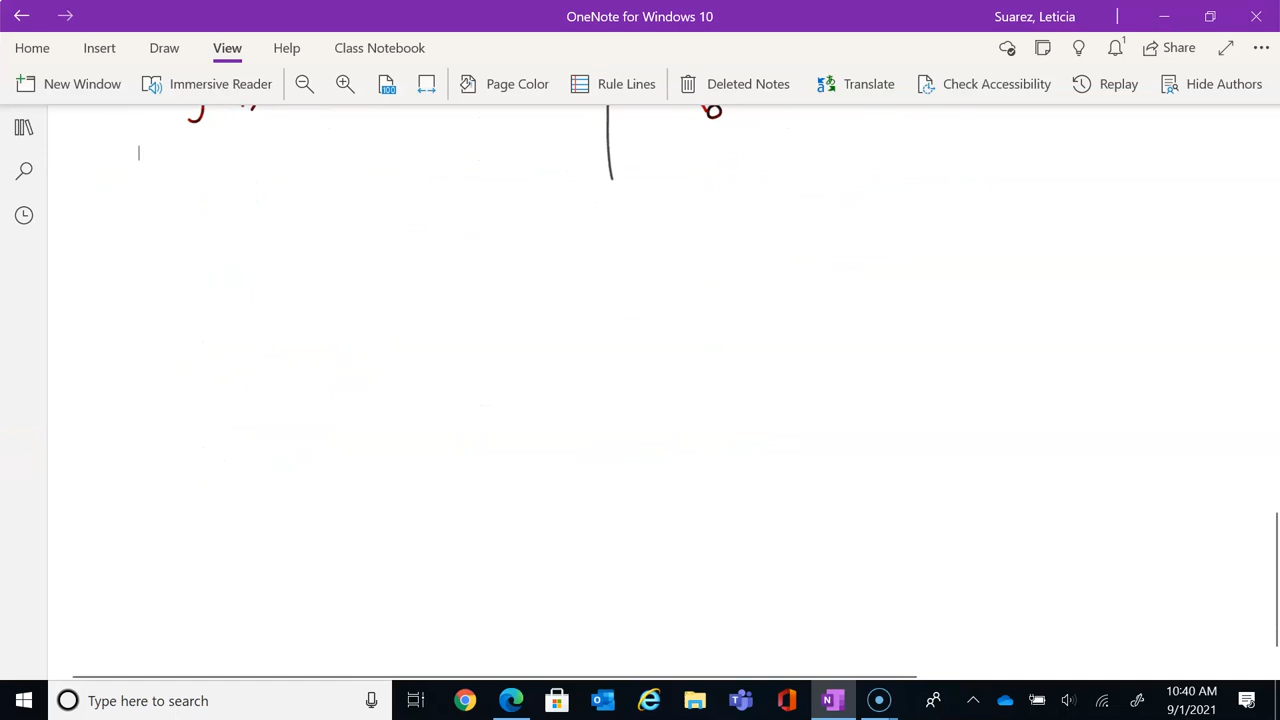 OneNote for Windows 10
Suarez, Leticia
Home Insert Draw View Help Class Notebook
1
Share
New Window Immersive Reader 100 Page Color Rule Lines Deleted Notes Translate Check Accessibility Replay Hide Authors
Type here to search
10:40 AM
9/1/2021